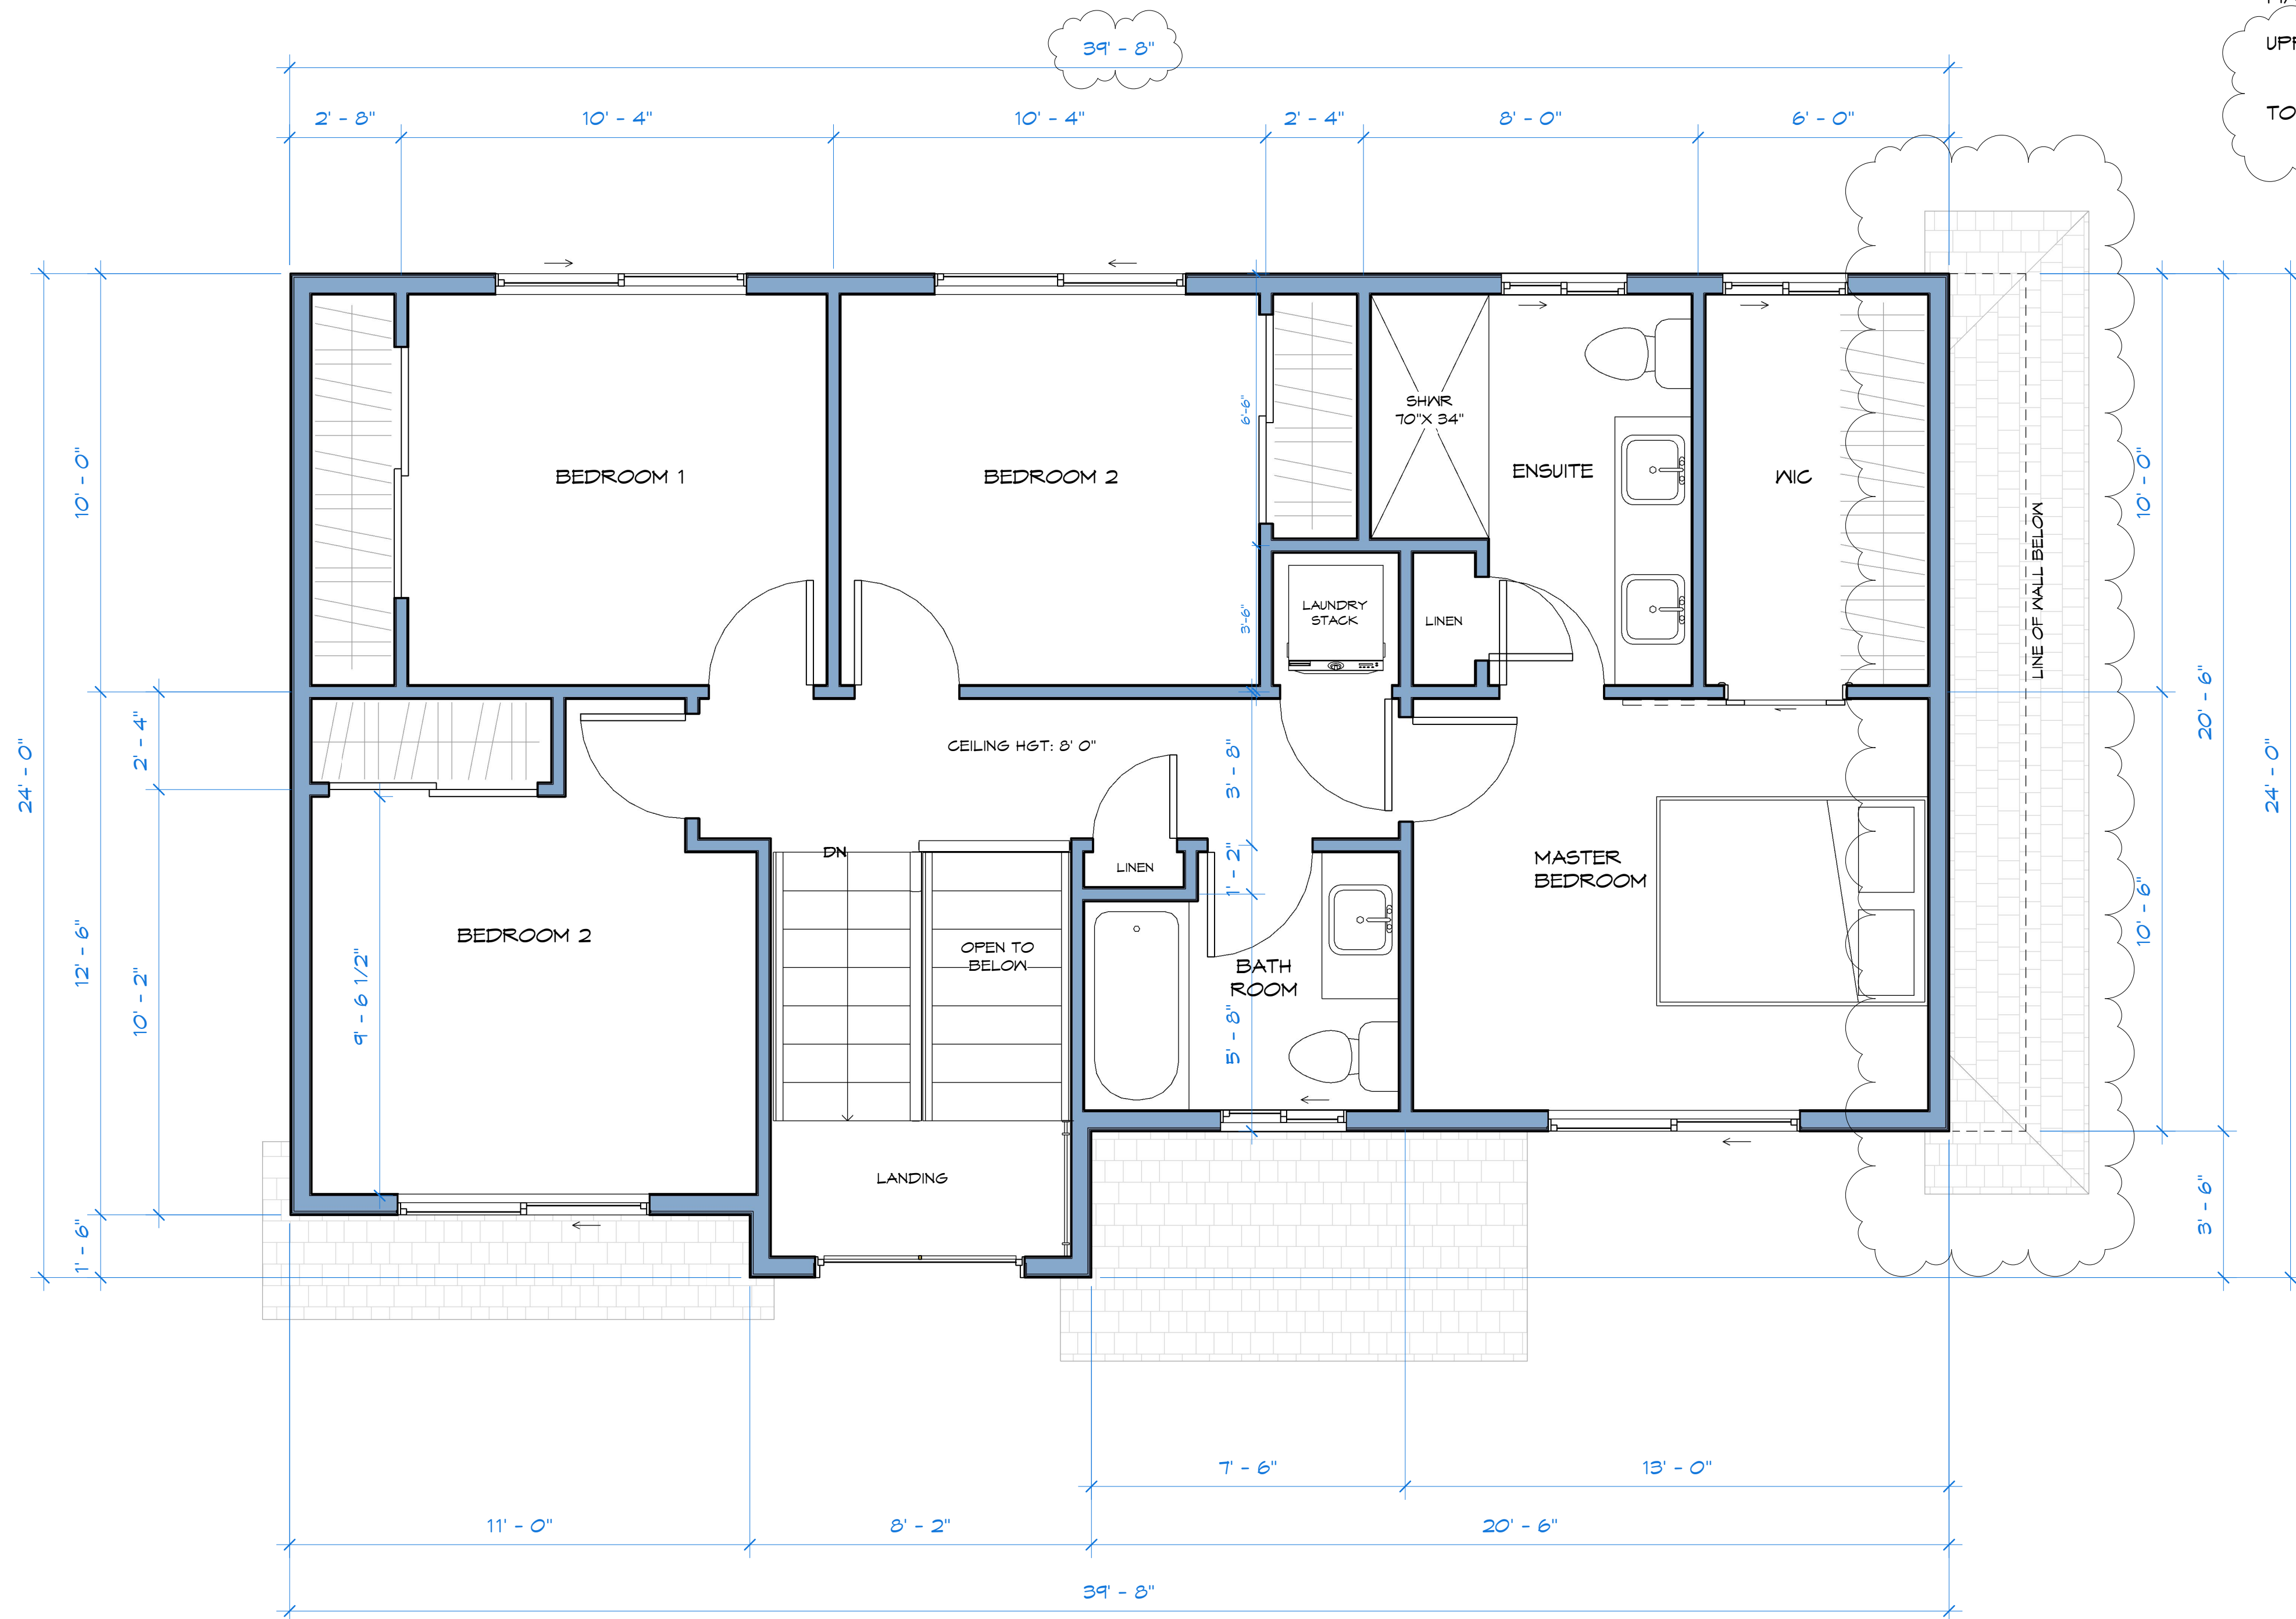 39' - 8"
UPP
TO
2' - 8"
10' - 4"
10' - 4"
2' - 4"
8' - 0"
6' - 0"
SHWR
70"X 34"
6'-6"
BEDROOM 1
BEDROOM 2
ENSUITE
WIC
10' - 0"
10' - 0"
LINE OF WALL BELOW
LAUNDRY
STACK
LINEN
3'-6"
20' - 6"
2' - 4"
CEILING HGT: 8' 0"
3' - 8"
24' - 0"
24' - 0"
DN
LINEN
1' - 2"
MASTER
BEDROOM
BEDROOM 2
OPEN TO
BELOW
BATH
ROOM
12' - 6"
10' - 2"
9' - 6 1/2"
5' - 8"
10' - 6"
LANDING
1' - 6"
3' - 6"
7' - 6"
13' - 0"
11' - 0"
8' - 2"
20' - 6"
39' - 8"